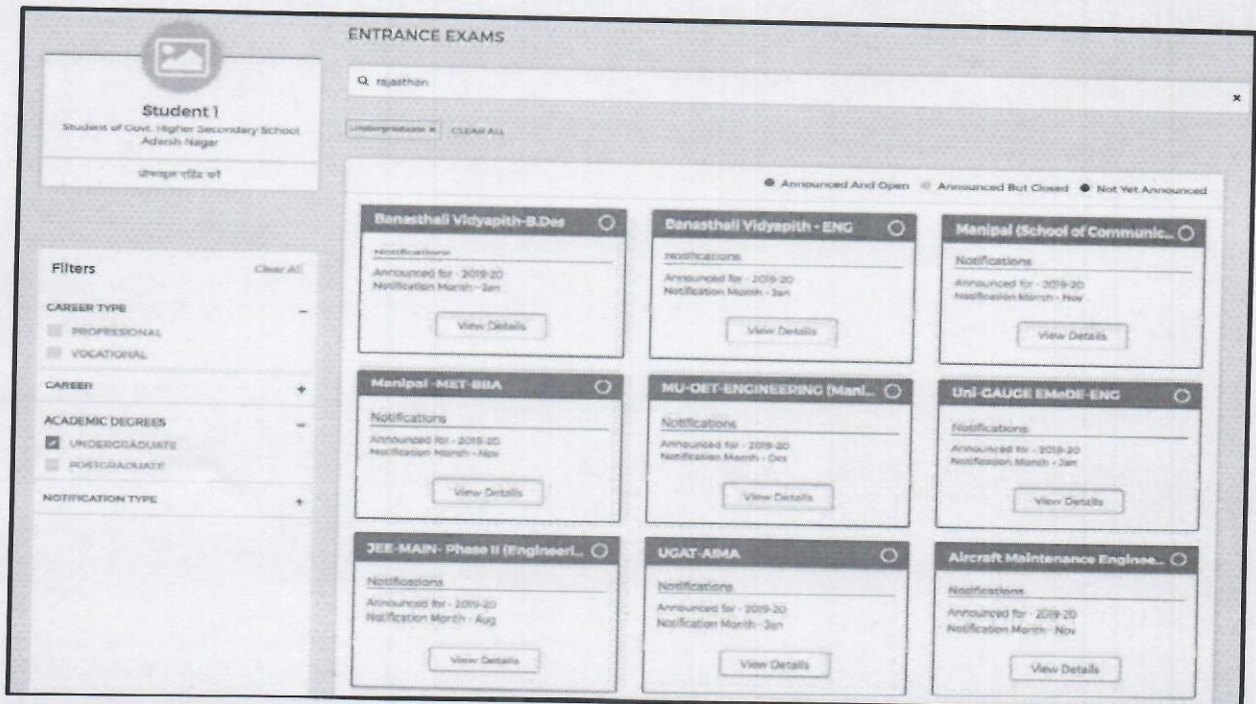 ENTRANCE EXAMS
rajasthan
x
Student 1
Student of Govt. Higher Secondary School
Adarsh Nagar
प्रोफाइल एडिट करें
Undergraduate x CLEAR ALL
Announced And Open Announced But Closed Not Yet Announced
Filters Clear All
CAREER TYPE -
PROFESSIONAL
VOCATIONAL
CAREER +
ACADEMIC DEGREES -
UNDERGRADUATE
POSTGRADUATE
NOTIFICATION TYPE +
Banasthali Vidyapith-B.Des
Notifications
Announced for - 2019-20
Notification Month - Jan
View Details
Banasthali Vidyapith - ENG
Notifications
Announced for - 2019-20
Notification Month - Jan
View Details
Manipal (School of Communic...
Notifications
Announced for - 2019-20
Notification Month - Nov
View Details
Manipal -MET-BBA
Notifications
Announced for - 2019-20
Notification Month - Nov
View Details
MU-OET-ENGINEERING (Mani...
Notifications
Announced for - 2019-20
Notification Month -
View Details
Uni-GAUGE EMeDE-ENG
Notifications
Announced for - 2019-20
Notification Month - Jan
View Details
JEE-MAIN- Phase II (Engineeri...
Notifications
Announced for - 2019-20
Notification Month - Aug
View Details
UGAT-AIMA
Notifications
Announced for - 2019-20
Notification Month - Jan
View Details
Aircraft Maintenance Enginee...
Notifications
Announced for - 2019-20
Notification Month - Nov
View Details